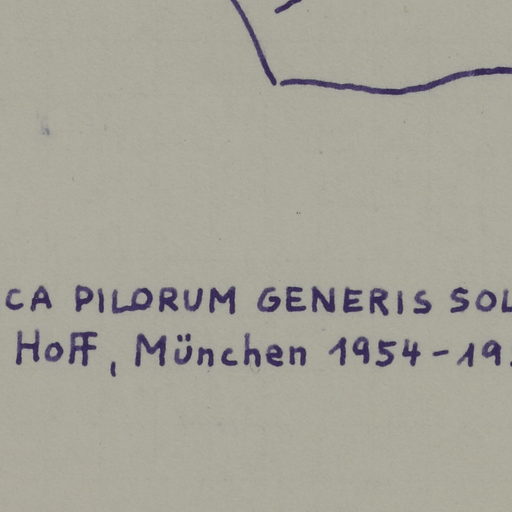 CA PILORUM GENERIS SOL
Hoff, München 1954-19